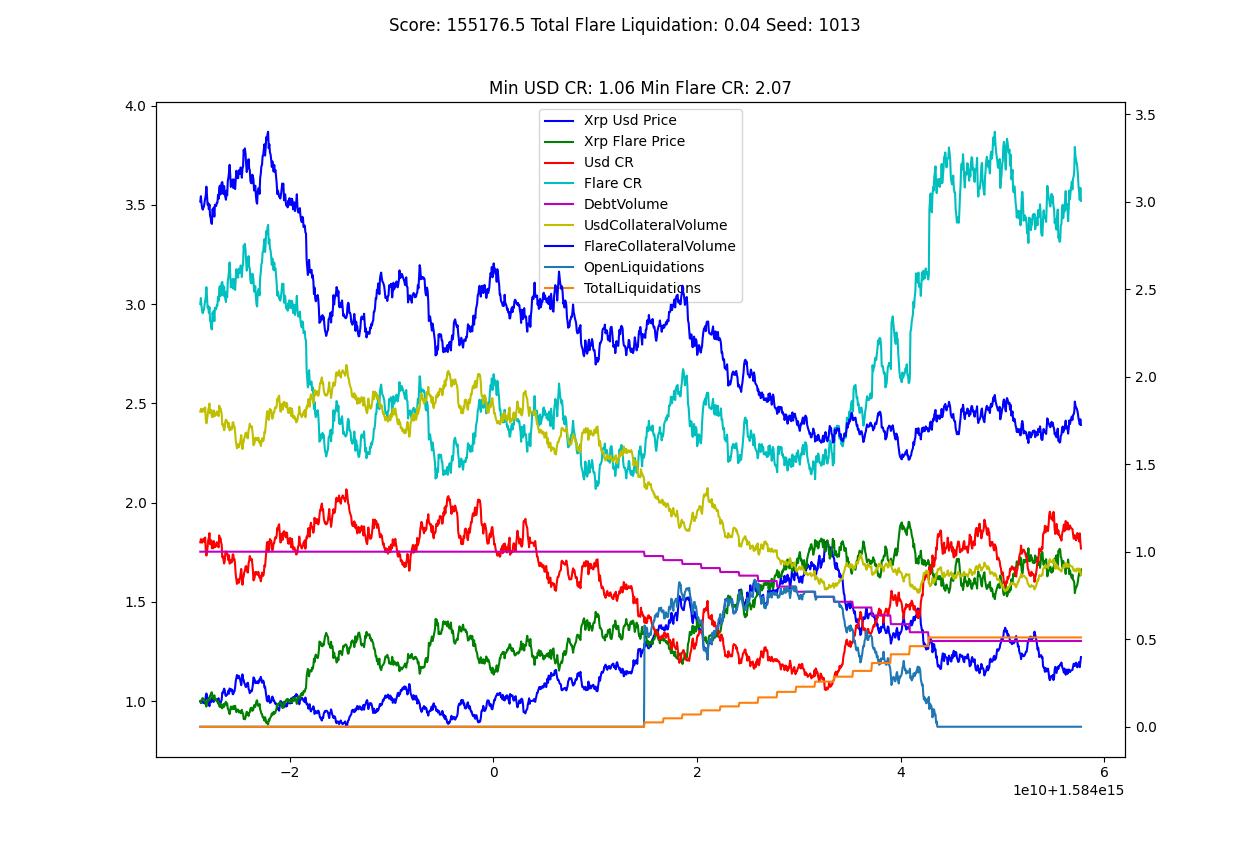 Score: 155176.5 Total Flare Liquidation: 0.04 Seed: 1013
Min USD CR: 1.06 Min Flare CR: 2.07
4.0
3.5
3.0
2.5
2.0
1.5
1.0
Xrp Usd Price
Xrp Flare Price
Usd CR
Flare CR
DebtVolume
UsdCollateralVolume
FlareCollateralVolume
OpenLiquidations
TotalLiquidations
3.5
3.0
2.5
2.0
1.5
1.0
0.5
0.0
−2 0 2 4 6
1e10+1.584e15